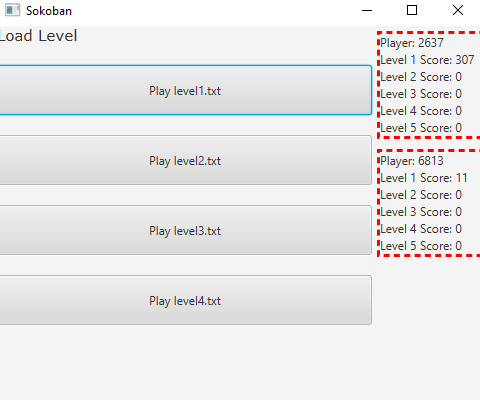 Sokoban
Load Level
Play level1.txt
Play level2.txt
Play level3.txt
Play level4.txt
Player: 2637
Level 1 Score: 307
Level 2 Score: 0
Level 3 Score: 0
Level 4 Score: 0
Level 5 Score: 0
Player: 6813
Level 1 Score: 11
Level 2 Score: 0
Level 3 Score: 0
Level 4 Score: 0
Level 5 Score: 0